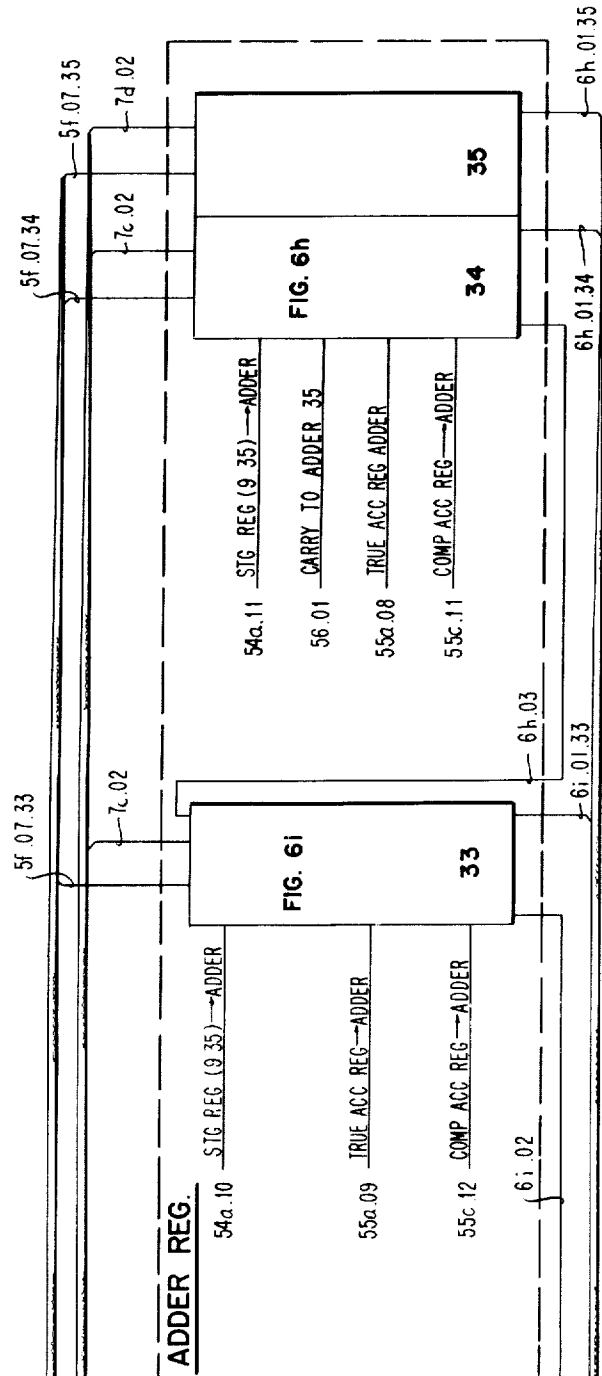 5f.07.35
7d.02
5f.07.34
7c.02
5f.07.33
7c.02
ADDER REG.
FIG. 6i
33
54a.10 STG REG (9 35)→ADDER
55a.09 TRUE ACC REG→ADDER
55c.12 COMP ACC REG→ADDER
6i.02
6i.01.33
6h.03
FIG. 6h
34
35
54a.11 STG REG (9 35)→ADDER
56.01 CARRY TO ADDER 35
55a.08 TRUE ACC REG ADDER
55c.11 COMP ACC REG→ADDER
6h.01.34
6h.01.35